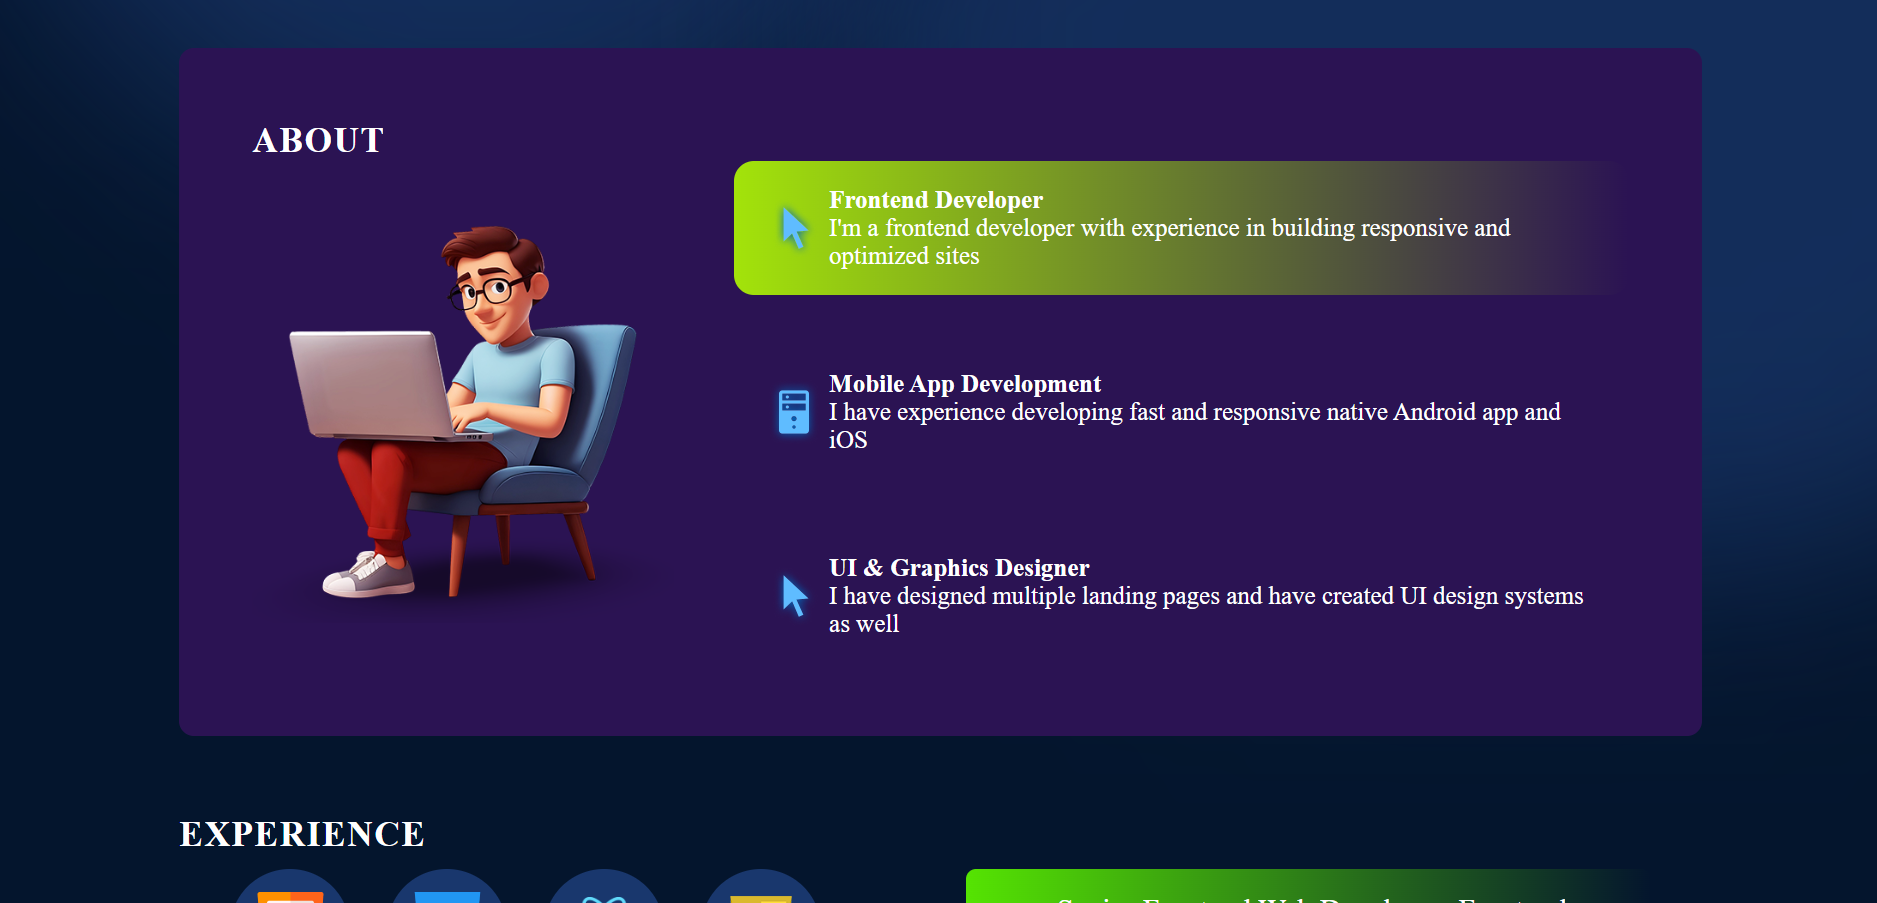 ABOUT
Frontend Developer
I'm a frontend developer with experience in building responsive and
optimized sites
Mobile App Development
I have experience developing fast and responsive native Android app and
iOS
UI & Graphics Designer
I have designed multiple landing pages and have created UI design systems
as well
EXPERIENCE